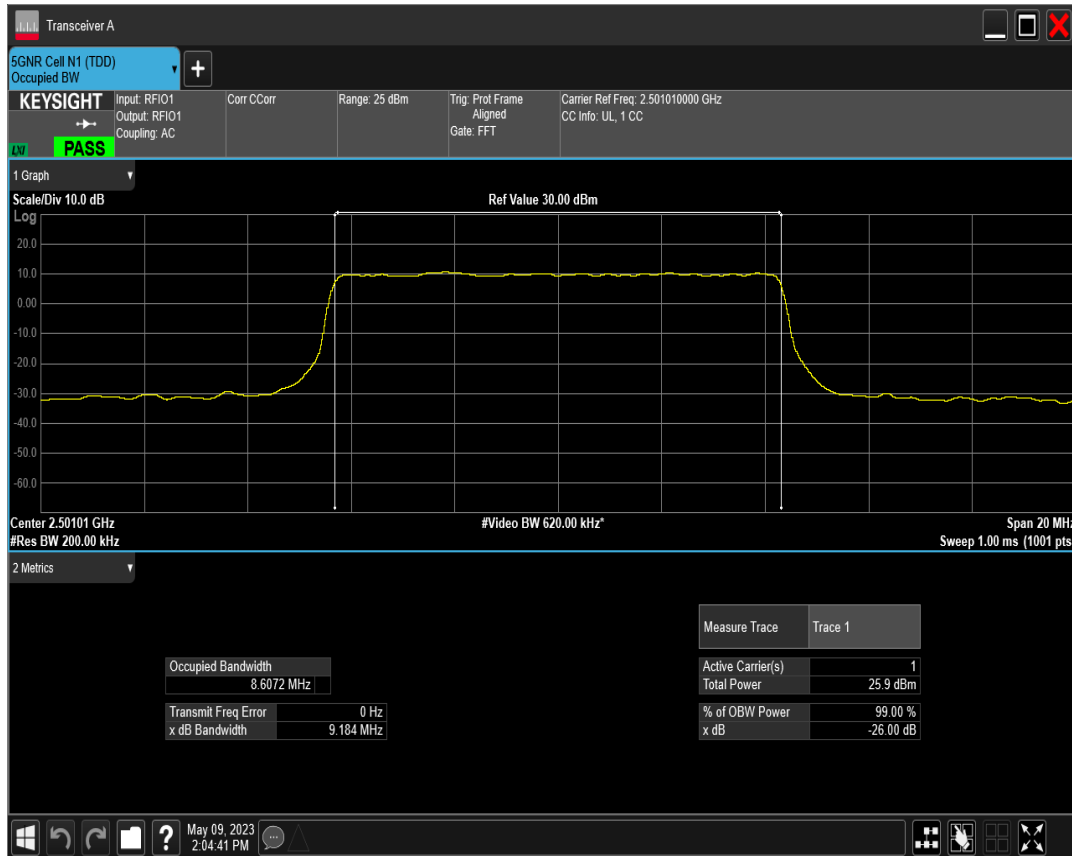 Transceiver A
5GNR Cell N1 (TDD)
Occupied BW
+
KEYSIGHT
Input: RFIO1
Output: RFIO1
Coupling: AC
Corr CCorr
Range: 25 dBm
Trig: Prot Frame
Aligned
Gate: FFT
Carrier Ref Freq: 2.501010000 GHz
CC Info: UL, 1 CC
LXI
PASS
1 Graph
Scale/Div 10.0 dB
Ref Value 30.00 dBm
Log
20.0
10.0
0.00
-10.0
-20.0
-30.0
-40.0
-50.0
-60.0
Center 2.50101 GHz
#Video BW 620.00 kHz*
Span 20 MHz
#Res BW 200.00 kHz
Sweep 1.00 ms (1001 pts
2 Metrics
Measure Trace Trace 1
Occupied Bandwidth
8.6072 MHz
Active Carrier(s) 1
Total Power 25.9 dBm
Transmit Freq Error 0 Hz
x dB Bandwidth 9.184 MHz
% of OBW Power 99.00 %
x dB -26.00 dB
?
May 09, 2023
2:04:41 PM